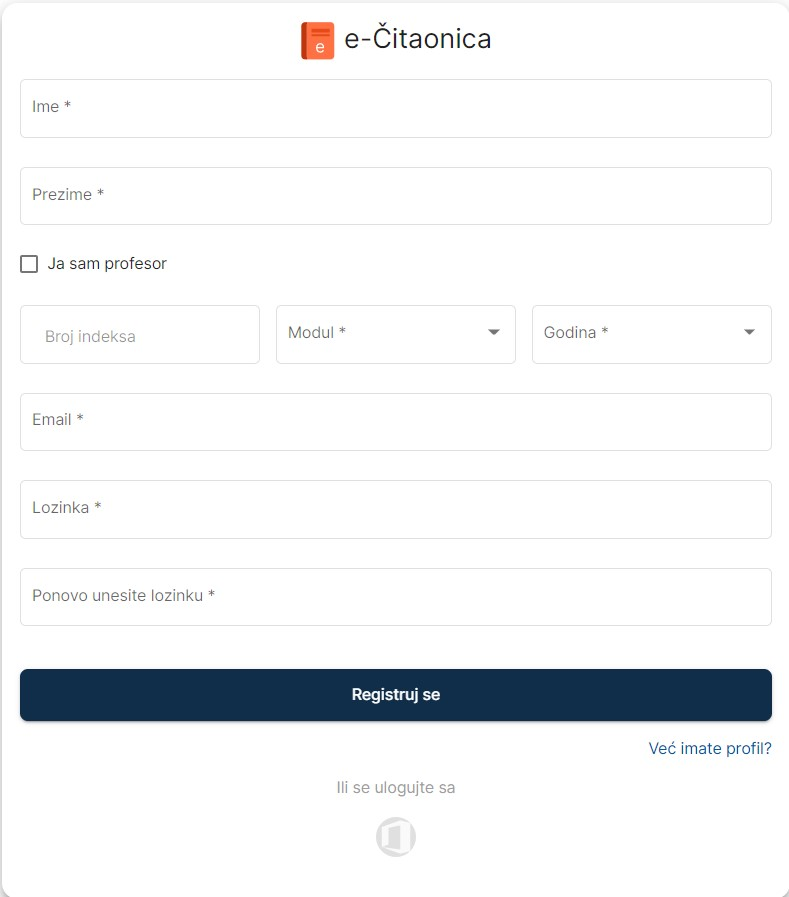 e e-Čitaonica
Ime *
Prezime *
Ja sam profesor
Broj indeksa Modul * Godina *
Email *
Lozinka *
Ponovo unesite lozinku *
Registruj se
Već imate profil?
Ili se ulogujte sa